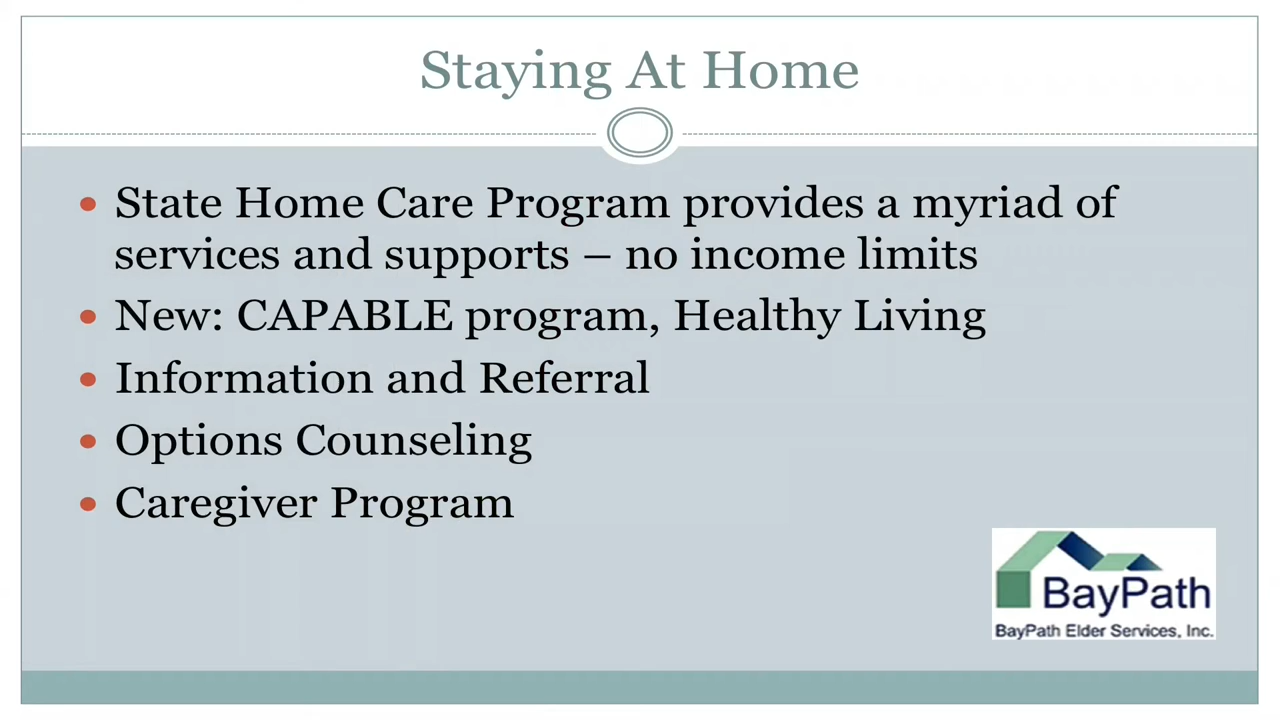 Staying At Home
• State Home Care Program provides a myriad of
services and supports – no income limits
• New: CAPABLE program, Healthy Living
• Information and Referral
• Options Counseling
• Caregiver Program
BayPath
BayPath Elder Services, Inc.